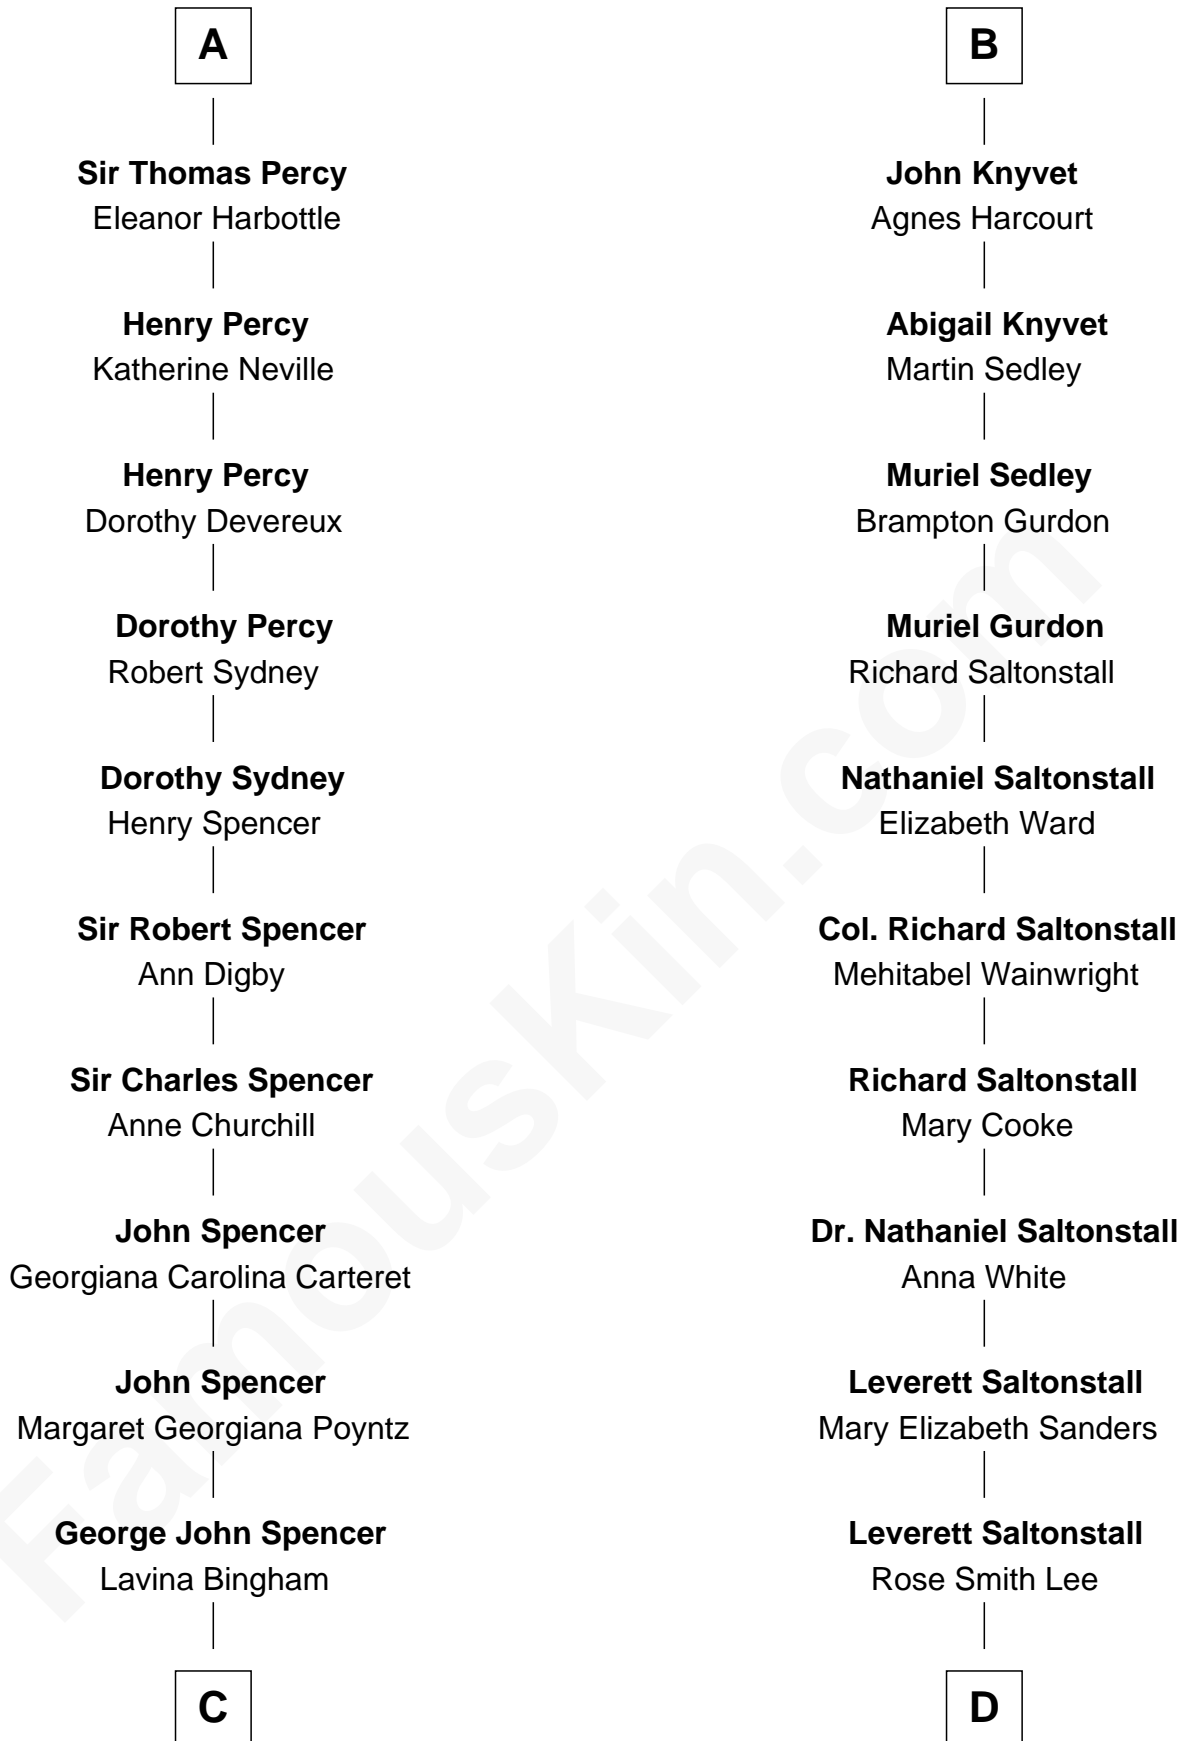 A
Sir Thomas Percy
Eleanor Harbottle
Henry Percy
Katherine Neville
Henry Percy
Dorothy Devereux
Dorothy Percy
Robert Sydney
Dorothy Sydney
Henry Spencer
Sir Robert Spencer
Ann Digby
Sir Charles Spencer
Anne Churchill
John Spencer
Georgiana Carolina Carteret
John Spencer
Margaret Georgiana Poyntz
George John Spencer
Lavina Bingham
C
B
John Knyvet
Agnes Harcourt
Abigail Knyvet
Martin Sedley
Muriel Sedley
Brampton Gurdon
Muriel Gurdon
Richard Saltonstall
Nathaniel Saltonstall
Elizabeth Ward
Col. Richard Saltonstall
Mehitabel Wainwright
Richard Saltonstall
Mary Cooke
Dr. Nathaniel Saltonstall
Anna White
Leverett Saltonstall
Mary Elizabeth Sanders
Leverett Saltonstall
Rose Smith Lee
D
FamousKin.com